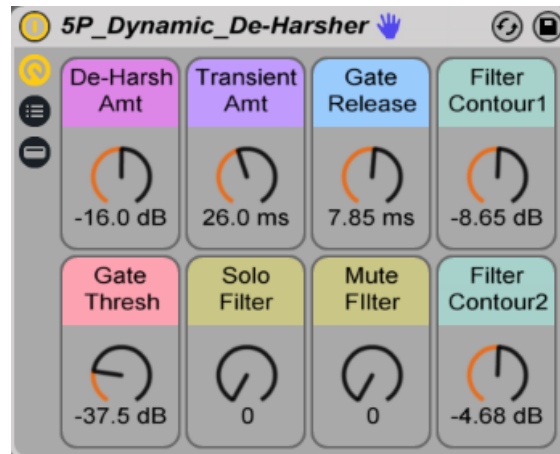 5P_Dynamic_De-Harsher
De-Harsh Amt
-16.0 dB
Transient Amt
26.0 ms
Gate Release
7.85 ms
Filter Contour1
-8.65 dB
Gate Thresh
-37.5 dB
Solo Filter
0
Mute FIlter
0
Filter Contour2
-4.68 dB